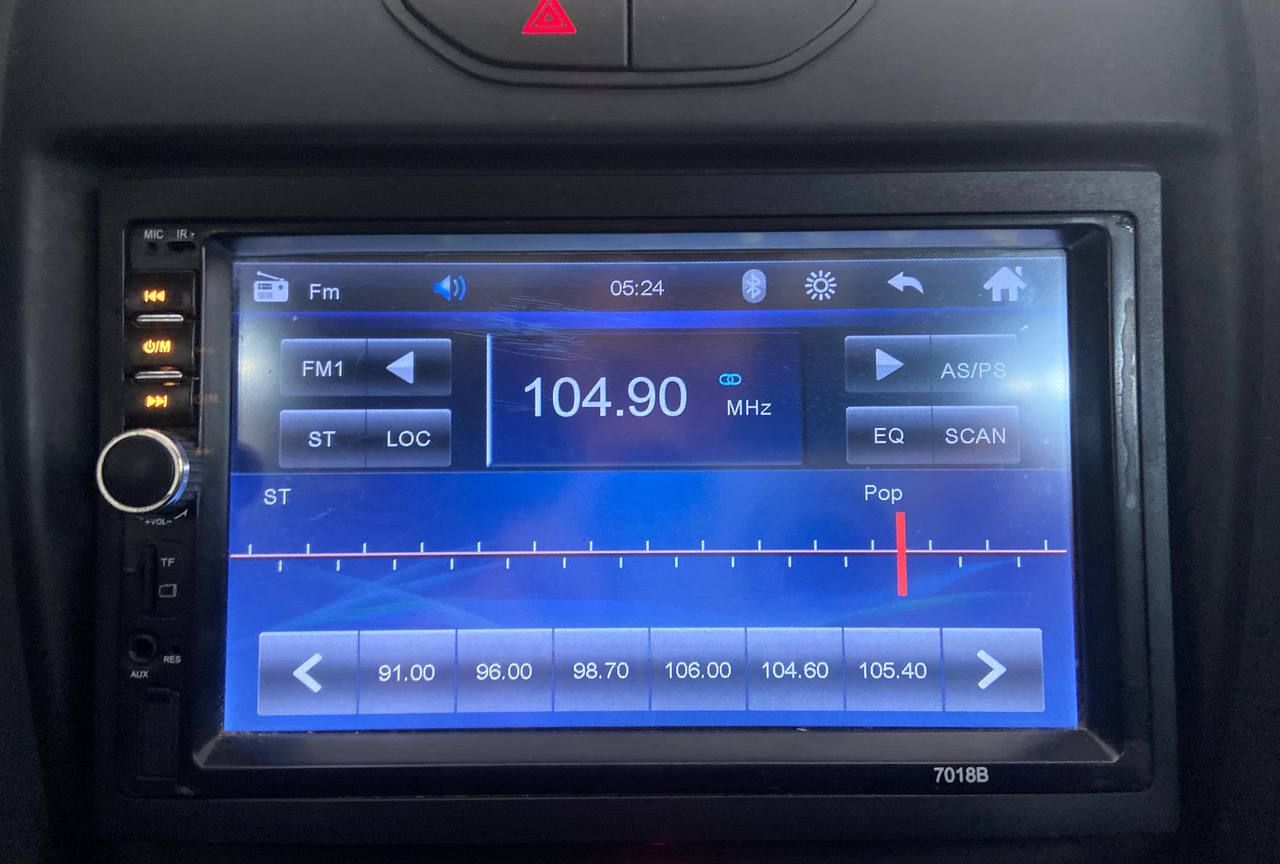 MIC IR
Fm 05:24
FM1 104.90 MHz AS/PS
⏻/M
ST LOC EQ SCAN
ST Pop
+VOL-
TF
91.00 96.00 98.70 106.00 104.60 105.40
RES
AUX
7018B